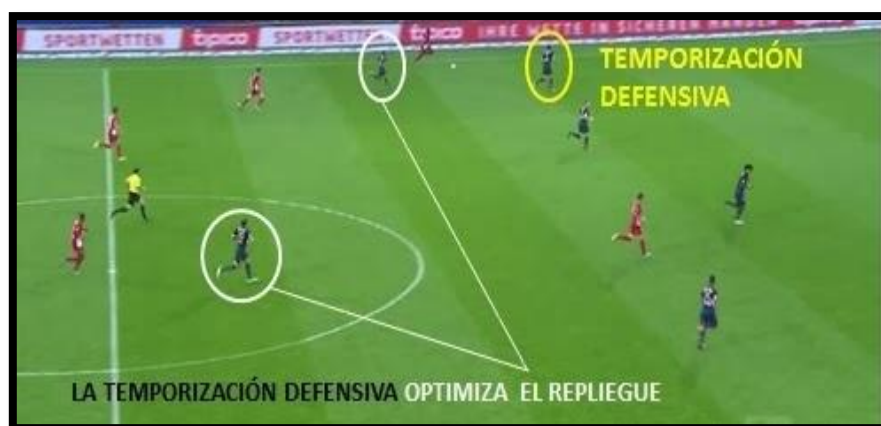 SPORTWETTEN tipico SPORTWETTEN tipico IHRE WETTE IN SICHEREN HÄNDEN
TEMPORIZACIÓN
DEFENSIVA
LA TEMPORIZACIÓN DEFENSIVA OPTIMIZA EL REPLIEGUE